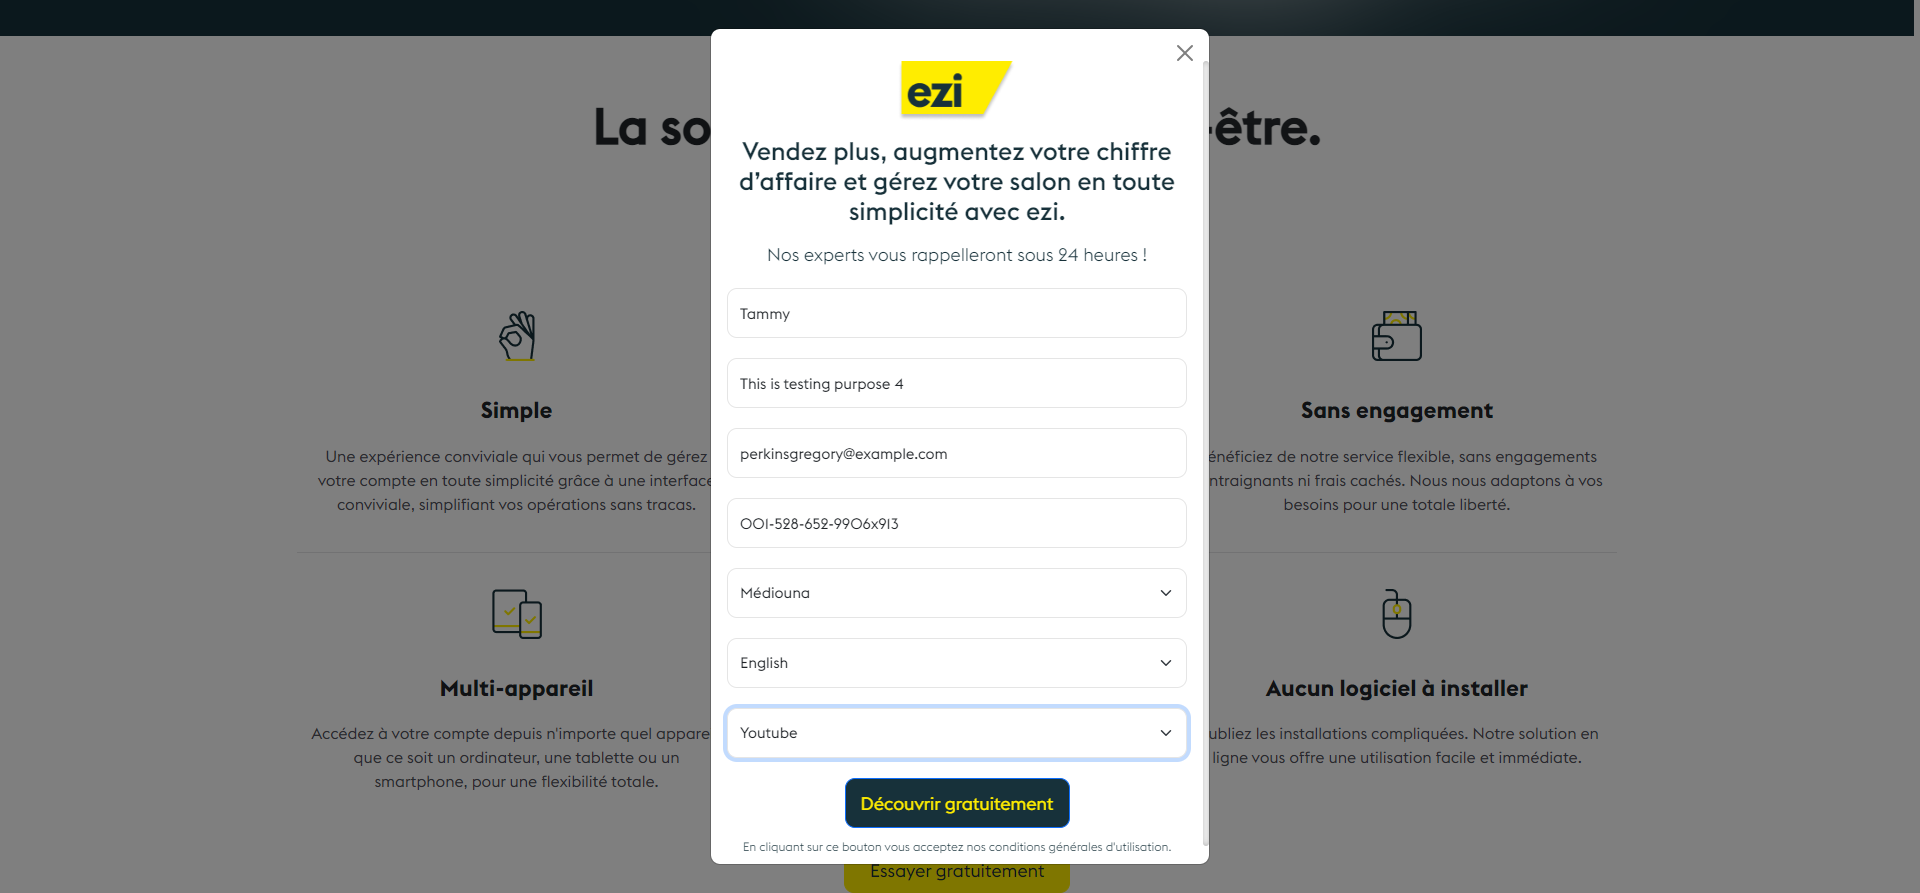 La so
-être.
ezi
Vendez plus, augmentez votre chiffre
d’affaire et gérez votre salon en toute
simplicité avec ezi.
Nos experts vous rappelleront sous 24 heures !
Tammy
This is testing purpose 4
perkinsgregory@example.com
001-528-652-9906x913
Médiouna
English
Youtube
Découvrir gratuitement
En cliquant sur ce bouton vous acceptez nos conditions générales d'utilisation.
Essayer gratuitement
Simple
Une expérience conviviale qui vous permet de gérez
votre compte en toute simplicité grâce à une interface
conviviale, simplifiant vos opérations sans tracas.
Sans engagement
énéficiez de notre service flexible, sans engagements
ntraignants ni frais cachés. Nous nous adaptons à vos
besoins pour une totale liberté.
Multi-appareil
Accédez à votre compte depuis n'importe quel appare
que ce soit un ordinateur, une tablette ou un
smartphone, pour une flexibilité totale.
Aucun logiciel à installer
ubliez les installations compliquées. Notre solution en
ligne vous offre une utilisation facile et immédiate.